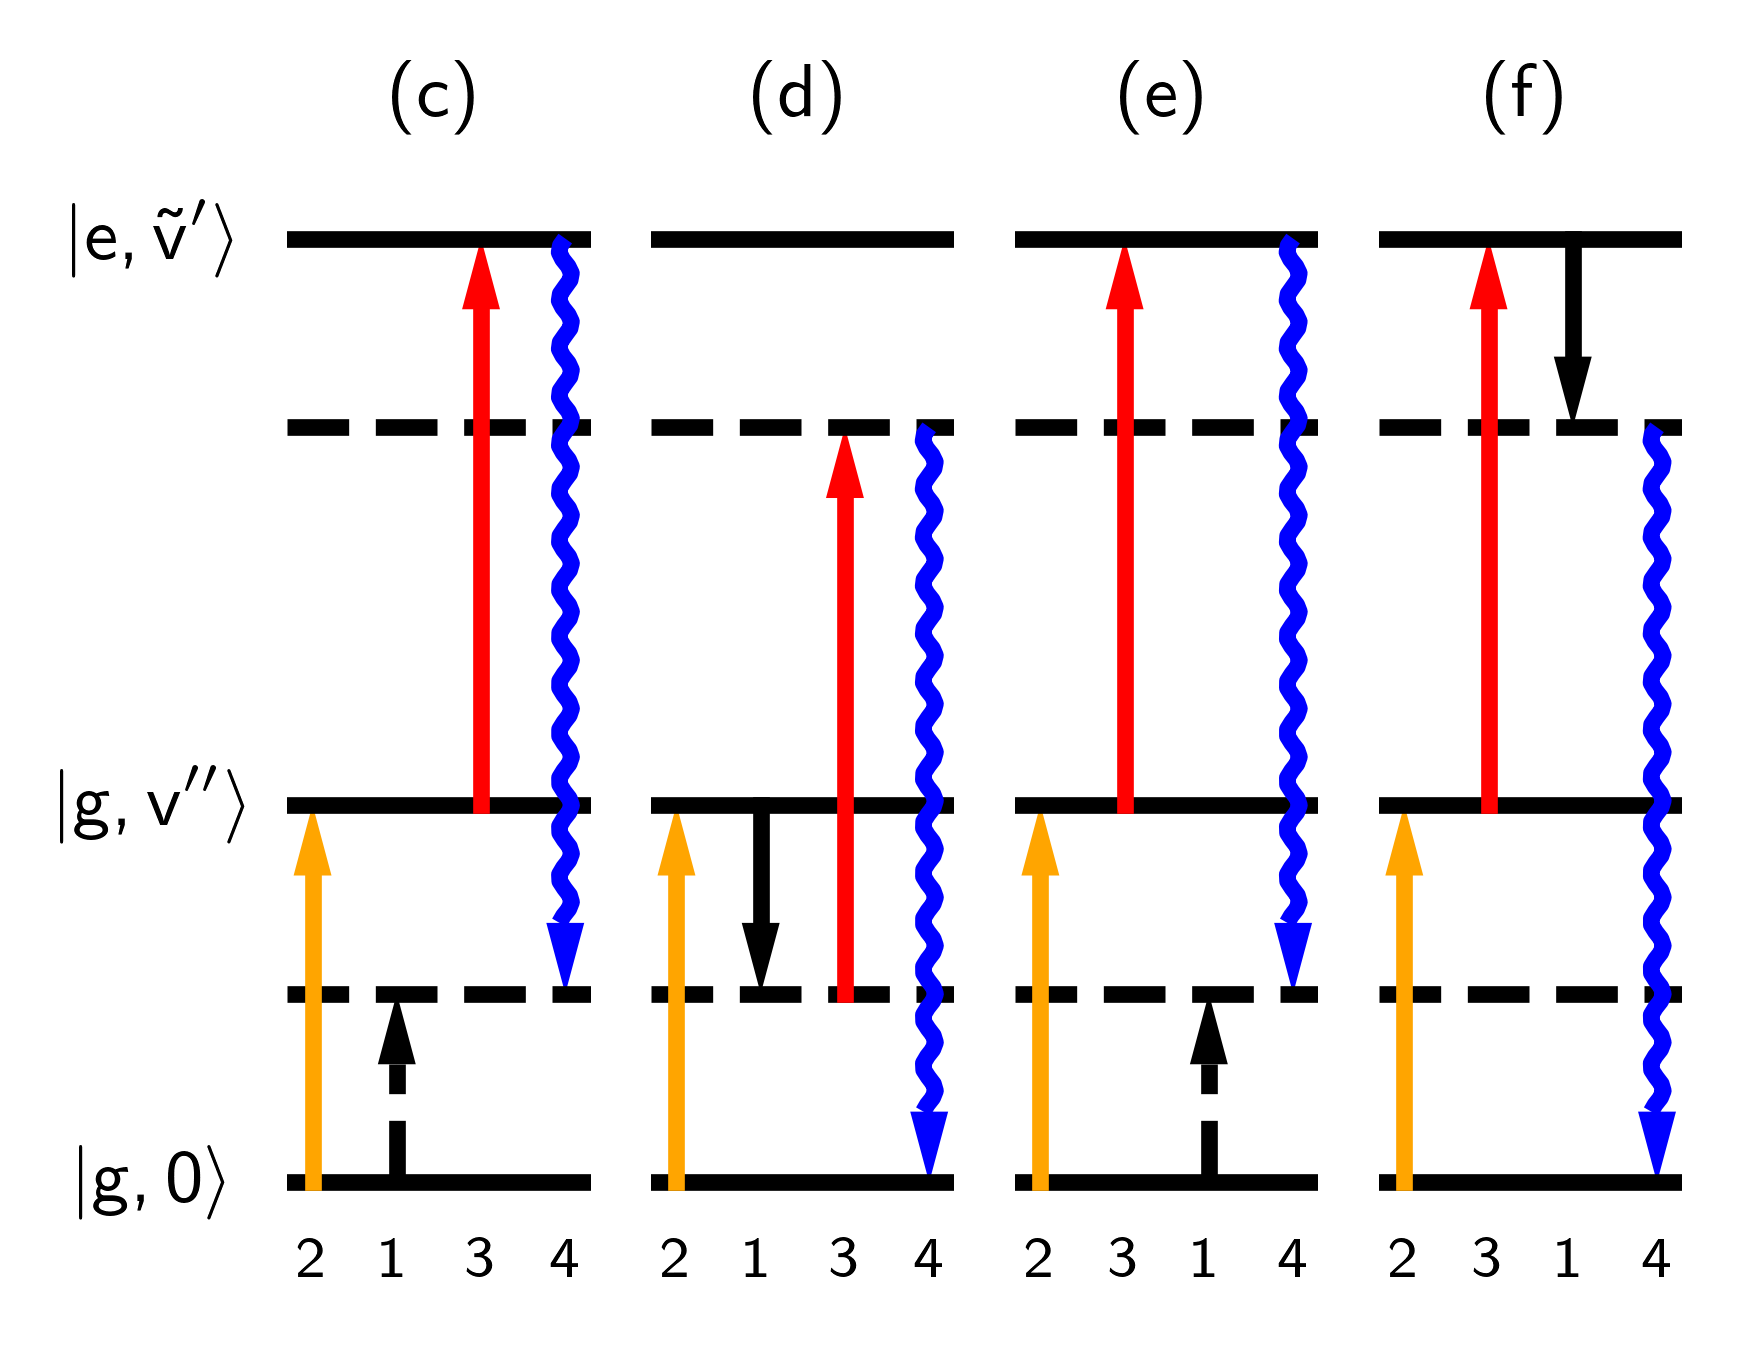 (c) (d) (e) (f)
|e, ṽ′⟩
|g, v″⟩
|g, 0⟩
2 1 3 4 2 1 3 4 2 3 1 4 2 3 1 4